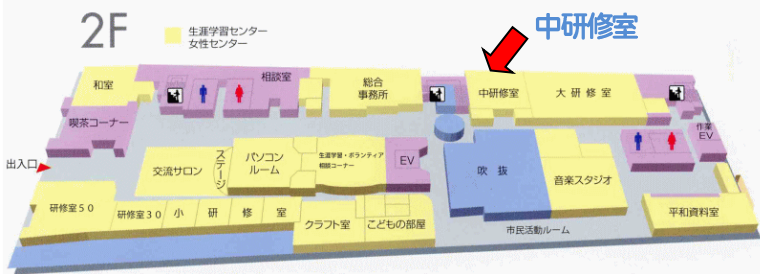 2F
生涯学習センター
女性センター
中研修室
和室
相談室
総合
事務所
中研修室
大研修室
喫茶コーナー
作業
EV
出入口
交流サロン
ステージ
パソコン
ルーム
生涯学習・ボランティア
相談コーナー
EV
吹抜
音楽スタジオ
研修室50
研修室30
小研修室
クラフト室
こどもの部屋
市民活動ルーム
平和資料室